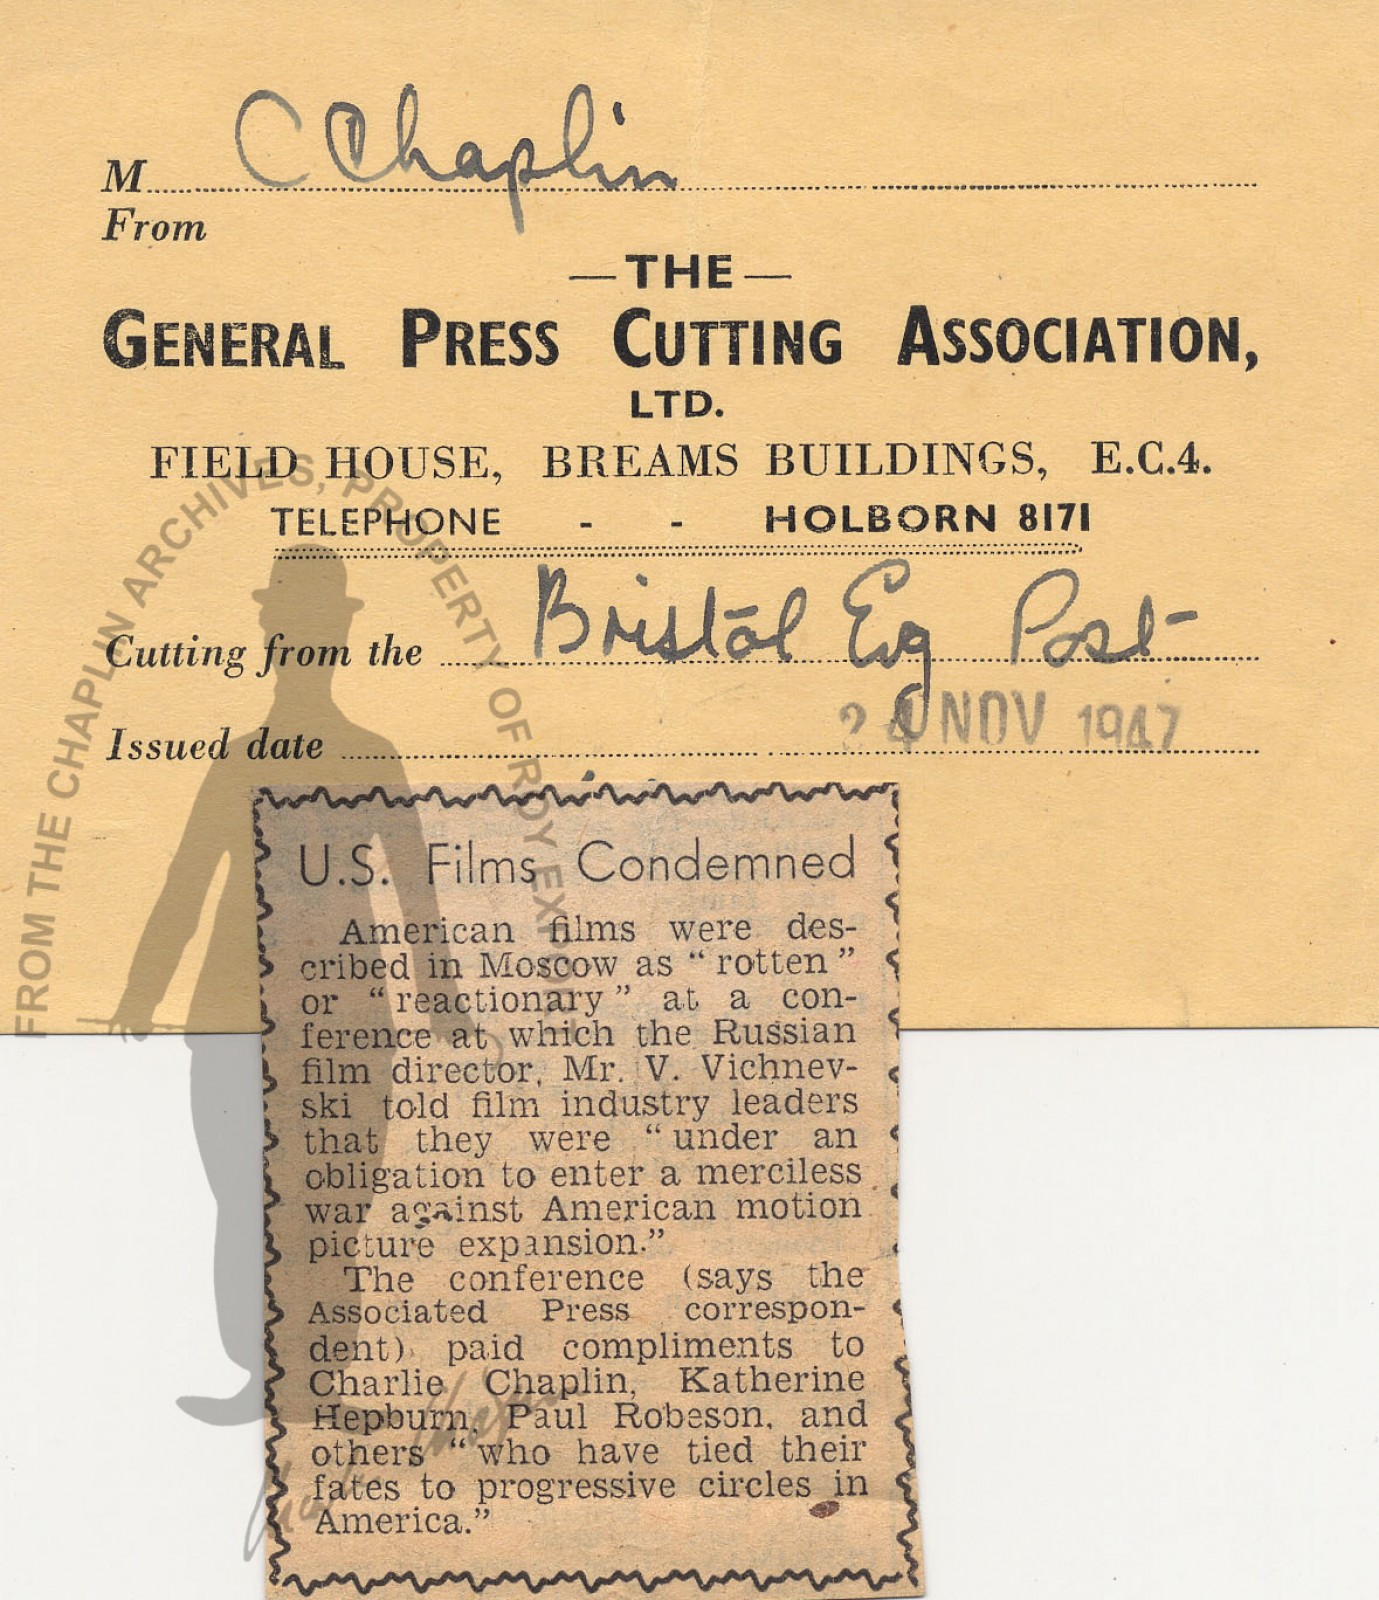 M C Chaplin
From
— THE —
GENERAL PRESS CUTTING ASSOCIATION,
LTD.
FIELD HOUSE, BREAMS BUILDINGS, E.C.4.
TELEPHONE - - HOLBORN 8171
Cutting from the Bristol Evg Post
Issued date 24 NOV 1947
U.S. Films Condemned
American films were des-
cribed in Moscow as “rotten”
or “reactionary” at a con-
ference at which the Russian
film director, Mr. V. Vichnev-
ski told film industry leaders
that they were “under an
obligation to enter a merciless
war against American motion
picture expansion.”
The conference (says the
Associated Press correspon-
dent) paid compliments to
Charlie Chaplin, Katherine
Hepburn, Paul Robeson, and
others “who have tied their
fates to progressive circles in
America.”
FROM THE CHAPLIN ARCHIVES, PROPERTY OF ROY EXPORT
Charlie Chaplin